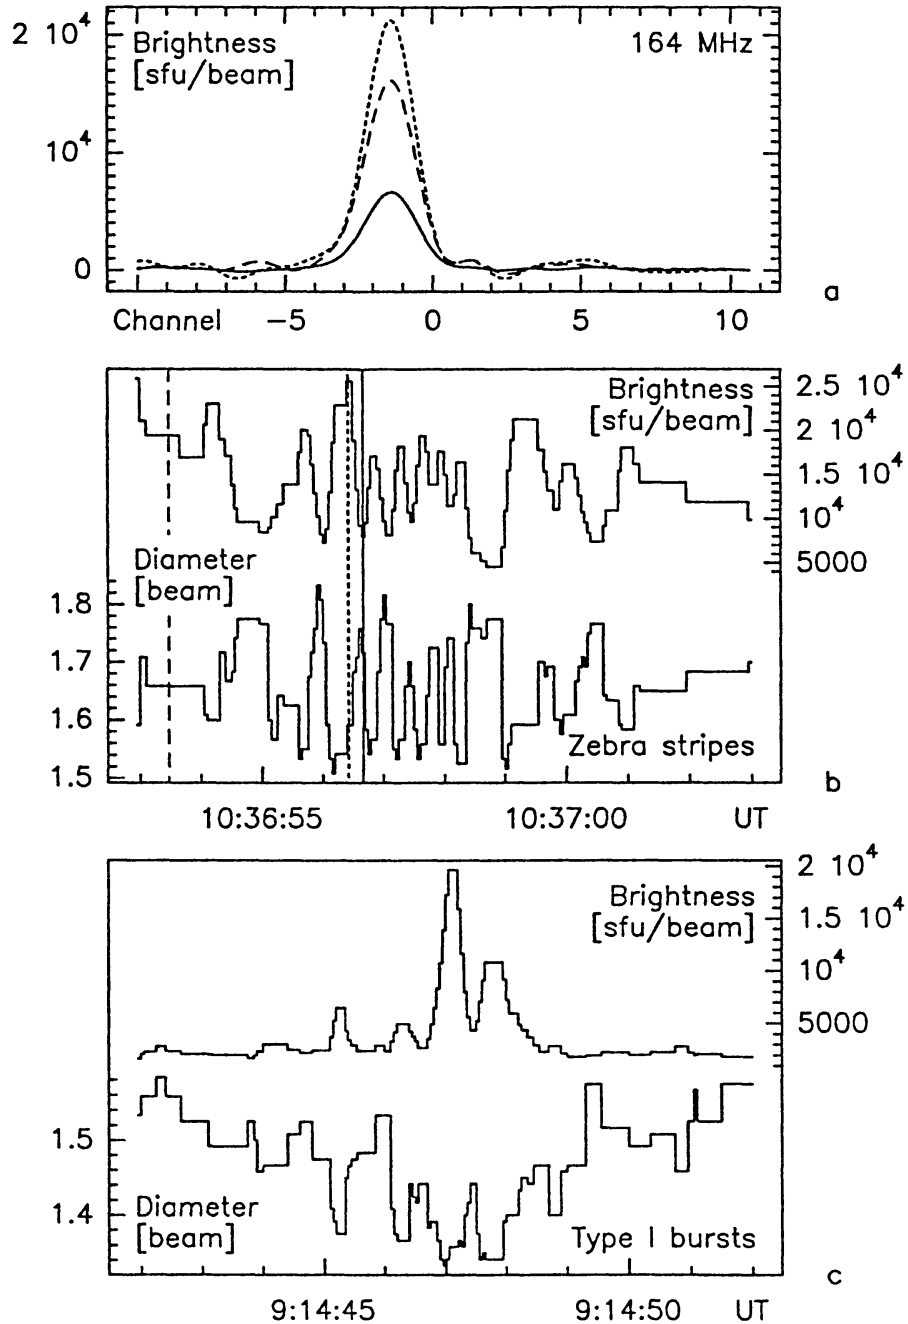 2 10⁴
Brightness
[sfu/beam]
164 MHz
10⁴
0
a
Channel −5 0 5 10
Brightness
[sfu/beam]
2.5 10⁴
2 10⁴
1.5 10⁴
10⁴
5000
Diameter
[beam]
1.8
1.7
1.6
1.5
Zebra stripes
b
10:36:55 10:37:00 UT
2 10⁴
Brightness
[sfu/beam]
1.5 10⁴
10⁴
5000
1.5
1.4
Diameter
[beam]
Type I bursts
c
9:14:45 9:14:50 UT